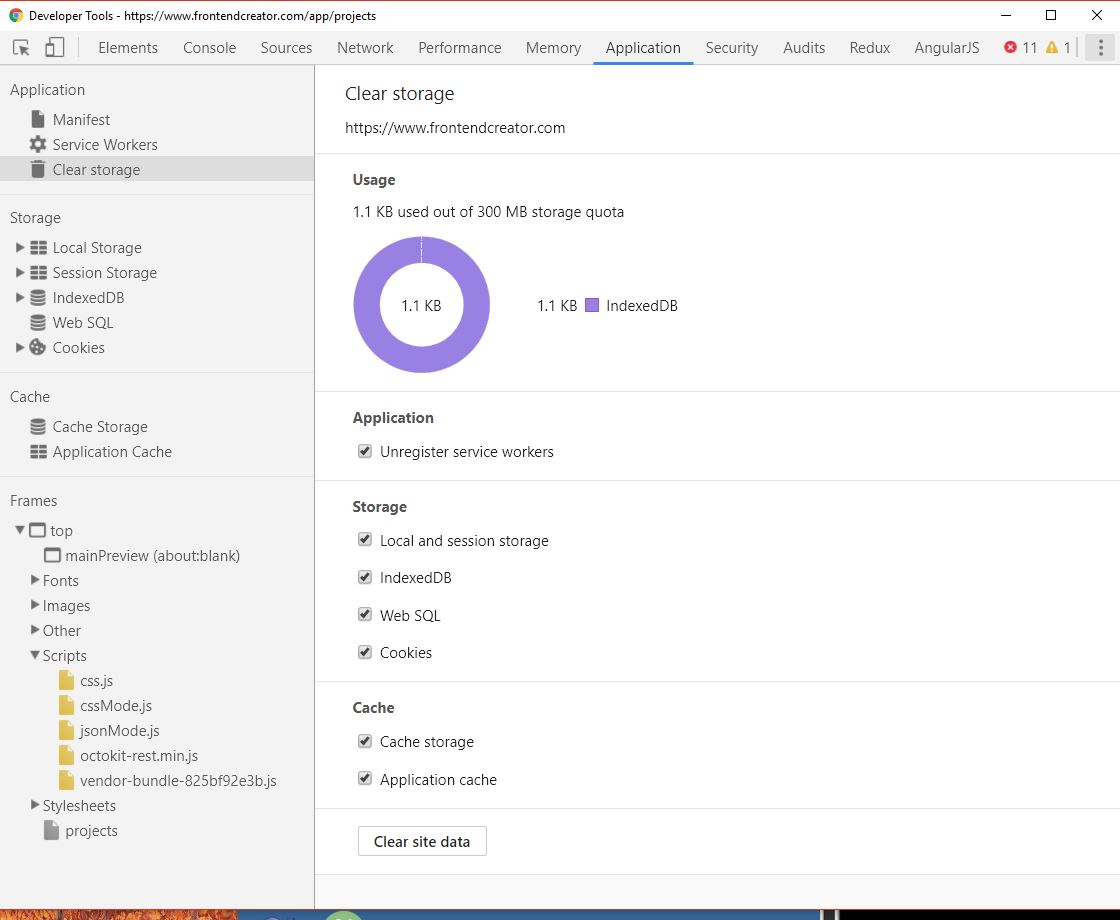 Developer Tools - https://www.frontendcreator.com/app/projects
Elements Console Sources Network Performance Memory Application Security Audits Redux AngularJS 11 1
Application
Manifest
Service Workers
Clear storage
Storage
Local Storage
Session Storage
IndexedDB
Web SQL
Cookies
Cache
Cache Storage
Application Cache
Frames
top
mainPreview (about:blank)
Fonts
Images
Other
Scripts
css.js
cssMode.js
jsonMode.js
octokit-rest.min.js
vendor-bundle-825bf92e3b.js
Stylesheets
projects
Clear storage
https://www.frontendcreator.com
Usage
1.1 KB used out of 300 MB storage quota
1.1 KB
1.1 KB IndexedDB
Application
Unregister service workers
Storage
Local and session storage
IndexedDB
Web SQL
Cookies
Cache
Cache storage
Application cache
Clear site data